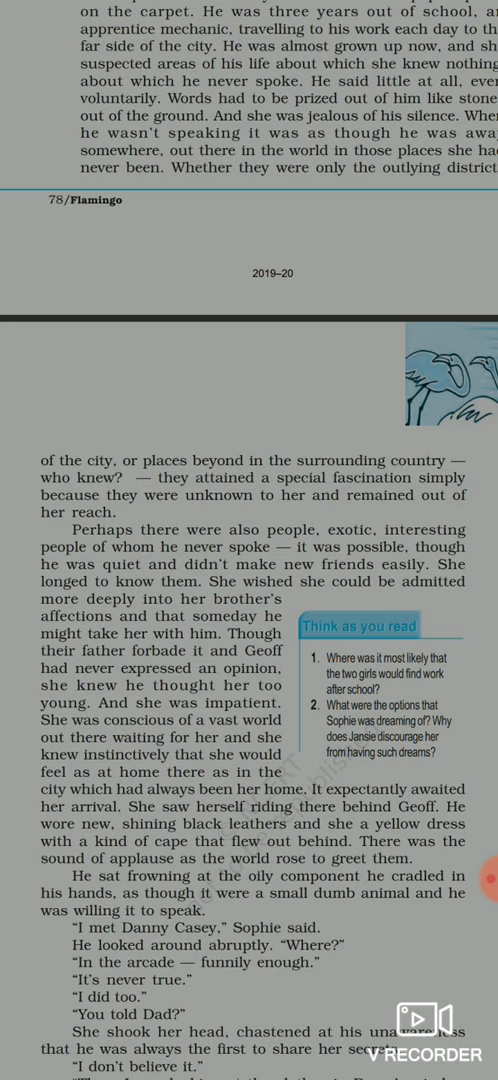 on the carpet. He was three years out of school, a
apprentice mechanic, travelling to his work each day to th
far side of the city. He was almost grown up now, and sh
suspected areas of his life about which she knew nothing
about which he never spoke. He said little at all, eve
voluntarily. Words had to be prized out of him like stone
out of the ground. And she was jealous of his silence. Whe
he wasn't speaking it was as though he was awa
somewhere, out there in the world in those places she ha
never been. Whether they were only the outlying district
78/Flamingo
2019–20
of the city, or places beyond in the surrounding country —
who knew? — they attained a special fascination simply
because they were unknown to her and remained out of
her reach.
Perhaps there were also people, exotic, interesting
people of whom he never spoke — it was possible, though
he was quiet and didn't make new friends easily. She
longed to know them. She wished she could be admitted
more deeply into her brother's
affections and that someday he
might take her with him. Though
their father forbade it and Geoff
had never expressed an opinion,
she knew he thought her too
young. And she was impatient.
She was conscious of a vast world
out there waiting for her and she
knew instinctively that she would
feel as at home there as in the
Think as you read
1. Where was it most likely that
the two girls would find work
after school?
2. What were the options that
Sophie was dreaming of? Why
does Jansie discourage her
from having such dreams?
city which had always been her home. It expectantly awaited
her arrival. She saw herself riding there behind Geoff. He
wore new, shining black leathers and she a yellow dress
with a kind of cape that flew out behind. There was the
sound of applause as the world rose to greet them.
He sat frowning at the oily component he cradled in
his hands, as though it were a small dumb animal and he
was willing it to speak.
"I met Danny Casey," Sophie said.
He looked around abruptly. "Where?"
"In the arcade — funnily enough."
"It's never true."
"I did too."
"You told Dad?"
She shook her head, chastened at his unawareness
that he was always the first to share her secrets.
"I don't believe it."
V RECORDER